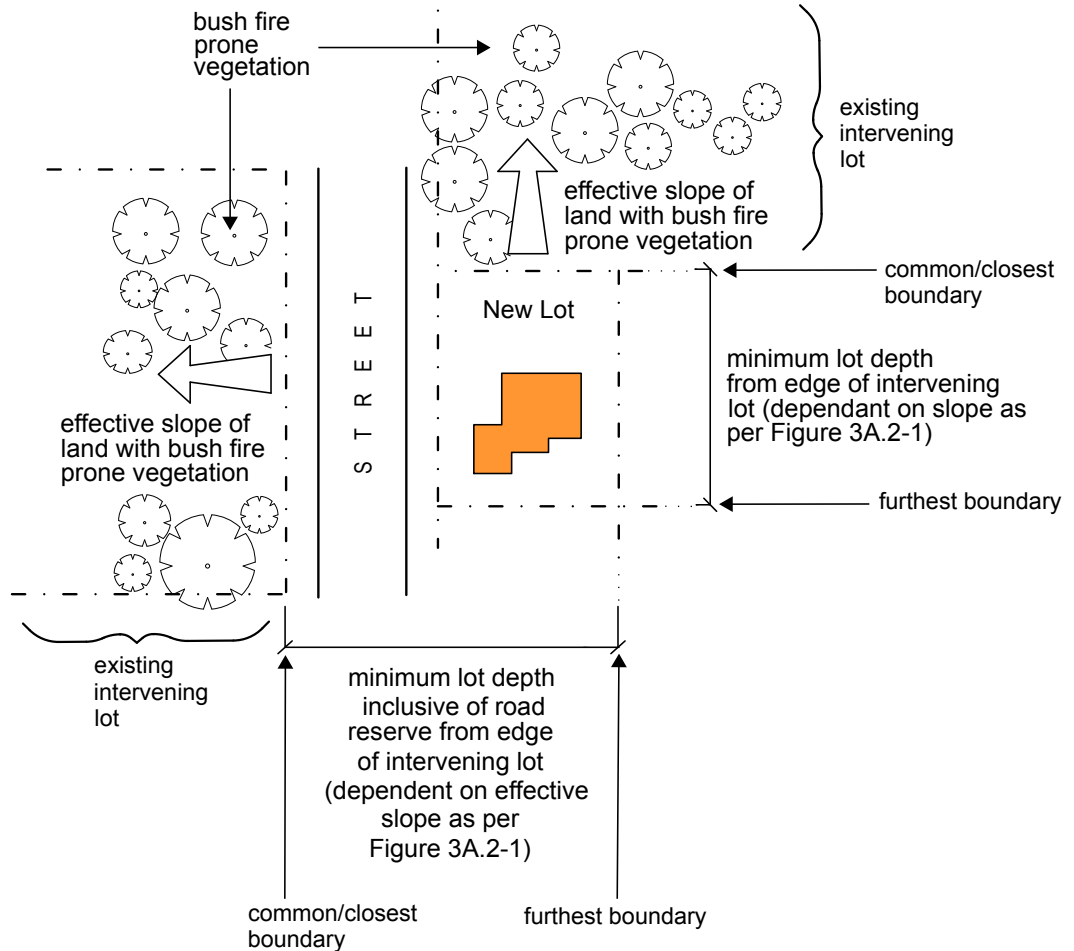 bush fire
prone
vegetation
existing
intervening
lot
effective slope of
land with bush fire
prone vegetation
common/closest
boundary
New Lot
STREET
minimum lot depth
from edge of intervening
lot (dependant on slope as
per Figure 3A.2-1)
effective slope of
land with bush fire
prone vegetation
furthest boundary
existing
intervening
lot
minimum lot depth
inclusive of road
reserve from edge
of intervening lot
(dependent on effective
slope as per
Figure 3A.2-1)
common/closest
boundary
furthest boundary